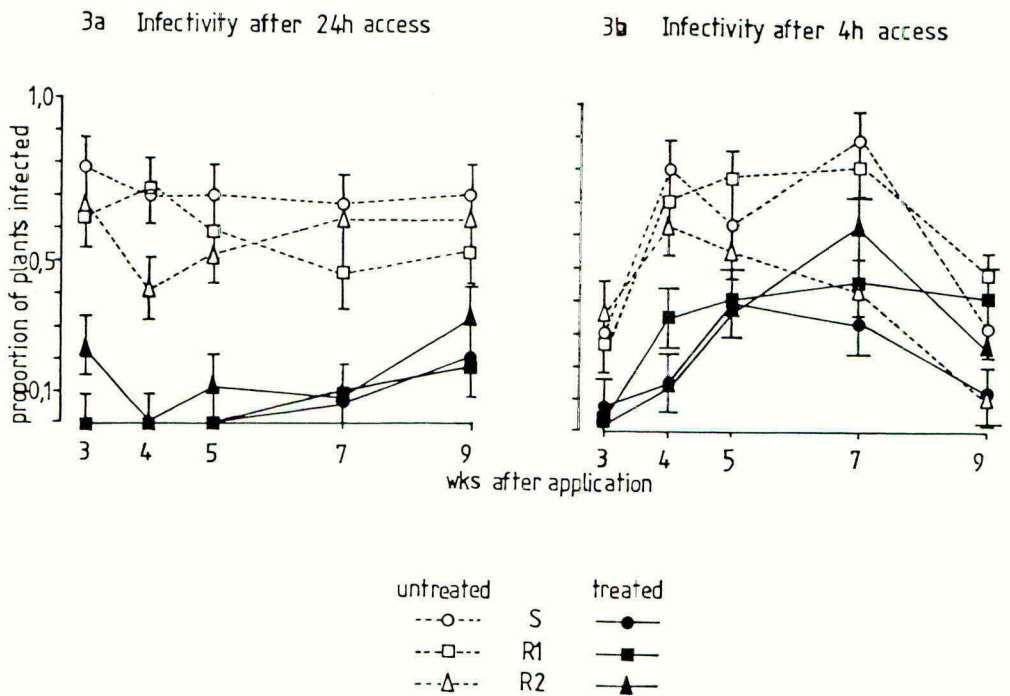 3a Infectivity after 24h access
3b Infectivity after 4h access
proportion of plants infected
1,0
0,5
0,1
3 4 5 7 9
3 4 5 7 9
wks after application
untreated treated
S
R1
R2